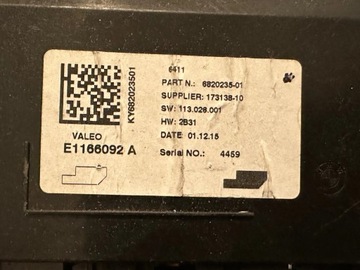 6411
PART N.: 6820235-01
SUPPLIER: 173138-10
SW: 113.026.001
HW: 2B31
DATE: 01.12.15
Serial NO.: 4459
KY682023501
VALEO
E1166092 A